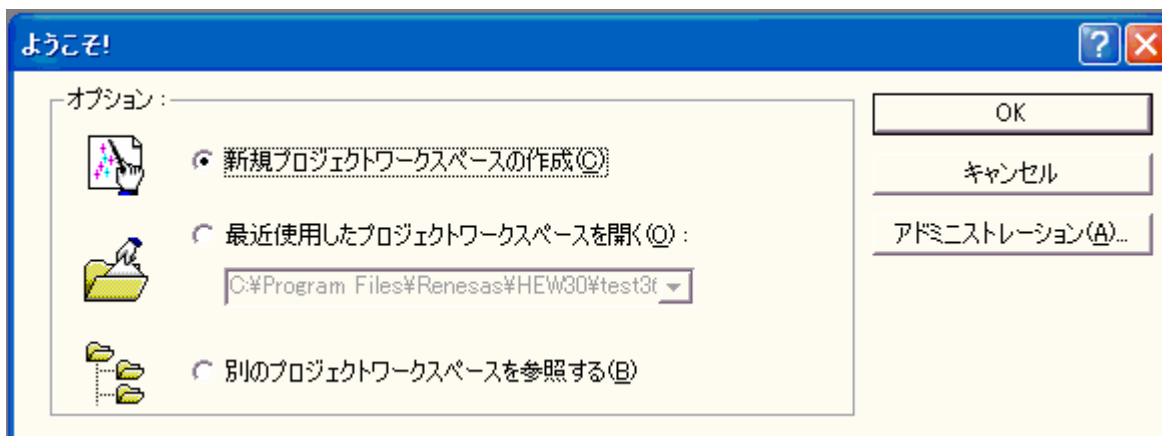 ようこそ!
オプション :
新規プロジェクトワークスペースの作成(C)
最近使用したプロジェクトワークスペースを開く(O) :
C:¥Program Files¥Renesas¥HEW30¥test36
別のプロジェクトワークスペースを参照する(B)
OK
キャンセル
アドミニストレーション(A)...